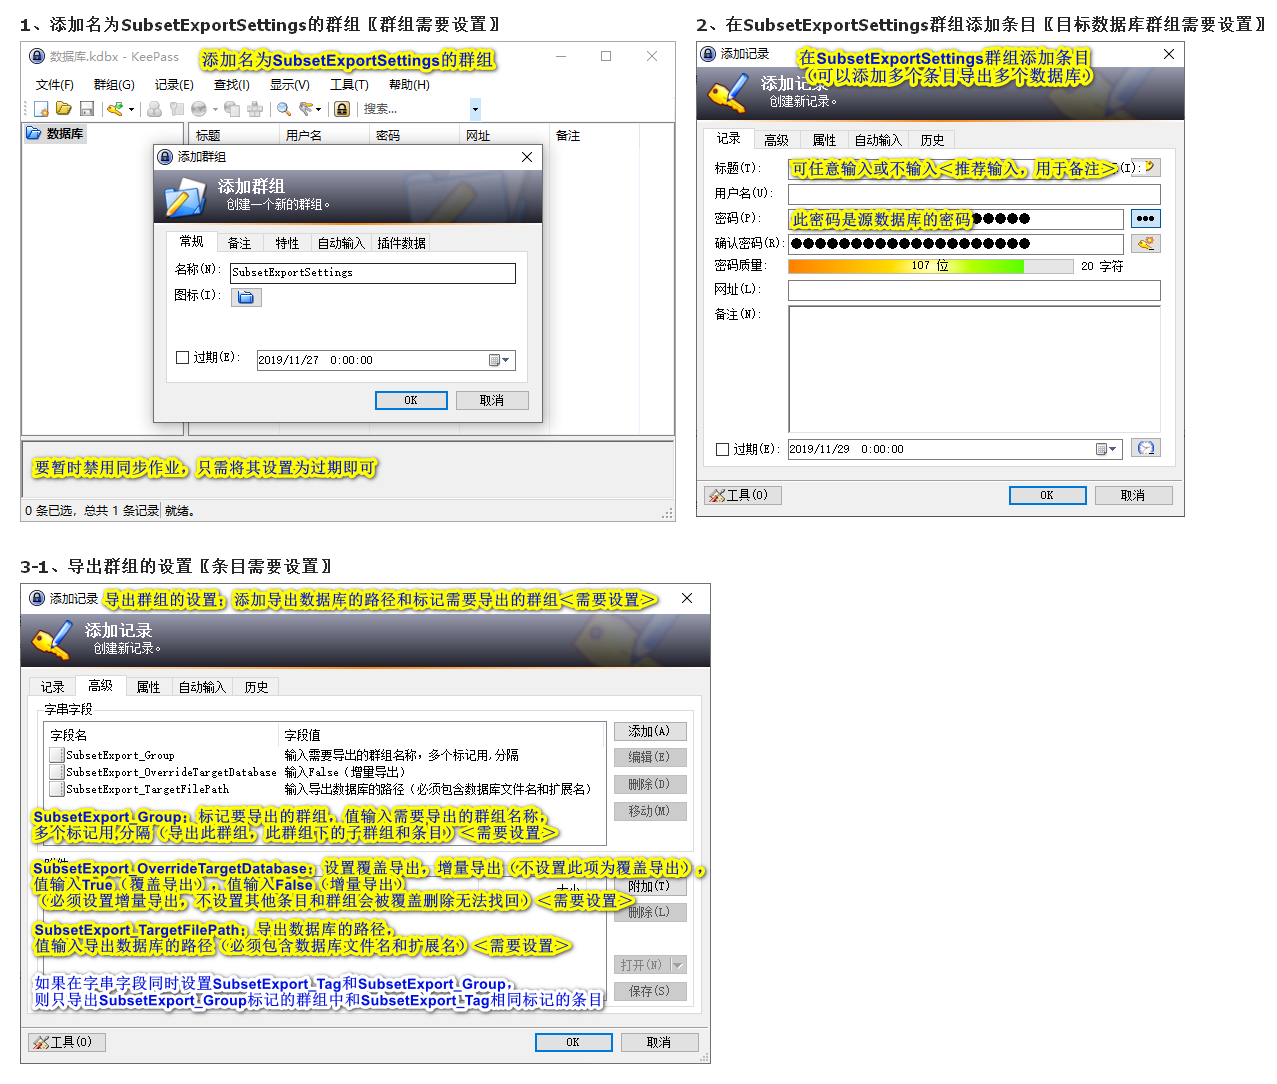 1、添加名为SubsetExportSettings的群组〖群组需要设置〗
数据库.kdbx - KeePass
添加名为SubsetExportSettings的群组
文件(F) 群组(G) 记录(E) 查找(I) 显示(V) 工具(T) 帮助(H)
搜索...
数据库
标题 用户名 密码 网址 备注
添加群组
添加群组
创建一个新的群组。
常规 备注 特性 自动输入 插件数据
名称(N): SubsetExportSettings
图标(I):
过期(E): 2019/11/27 0:00:00
OK 取消
要暂时禁用同步作业，只需将其设置为过期即可
0 条已选，总共 1 条记录 就绪。
2、在SubsetExportSettings群组添加条目〖目标数据库群组需要设置〗
添加记录
在SubsetExportSettings群组添加条目
（可以添加多个条目导出多个数据库）
添加记录
创建新记录。
记录 高级 属性 自动输入 历史
标题(T): 可任意输入或不输入＜推荐输入，用于备注＞ (I):
用户名(U):
密码(P): 此密码是源数据库的密码
确认密码(R): ●●●●●●●●●●●●●●●●●●●●
密码质量: 107 位 20 字符
网址(L):
备注(N):
过期(E): 2019/11/29 0:00:00
工具(O) OK 取消
3-1、导出群组的设置〖条目需要设置〗
添加记录 导出群组的设置：添加导出数据库的路径和标记需要导出的群组＜需要设置＞
添加记录
创建新记录。
记录 高级 属性 自动输入 历史
字串字段
字段名 字段值 添加(A)
SubsetExport_Group 输入需要导出的群组名称，多个标记用,分隔 编辑(E)
SubsetExport_OverrideTargetDatabase 输入False（增量导出）
SubsetExport_TargetFilePath 输入导出数据库的路径（必须包含数据库文件名和扩展名） 删除(D)
移动(M)
SubsetExport_Group：标记要导出的群组，值输入需要导出的群组名称，
多个标记用,分隔（导出此群组，此群组下的子群组和条目）＜需要设置＞
SubsetExport_OverrideTargetDatabase：设置覆盖导出，增量导出（不设置此项为覆盖导出），
值输入True（覆盖导出），值输入False（增量导出）
附加(T)
（必须设置增量导出，不设置其他条目和群组会被覆盖删除无法找回）＜需要设置＞
删除(L)
SubsetExport_TargetFilePath：导出数据库的路径，
值输入导出数据库的路径（必须包含数据库文件名和扩展名）＜需要设置＞
打开(N)
如果在字串字段同时设置SubsetExport_Tag和SubsetExport_Group，
保存(S)
则只导出SubsetExport_Group标记的群组中和SubsetExport_Tag相同标记的条目
工具(O) OK 取消